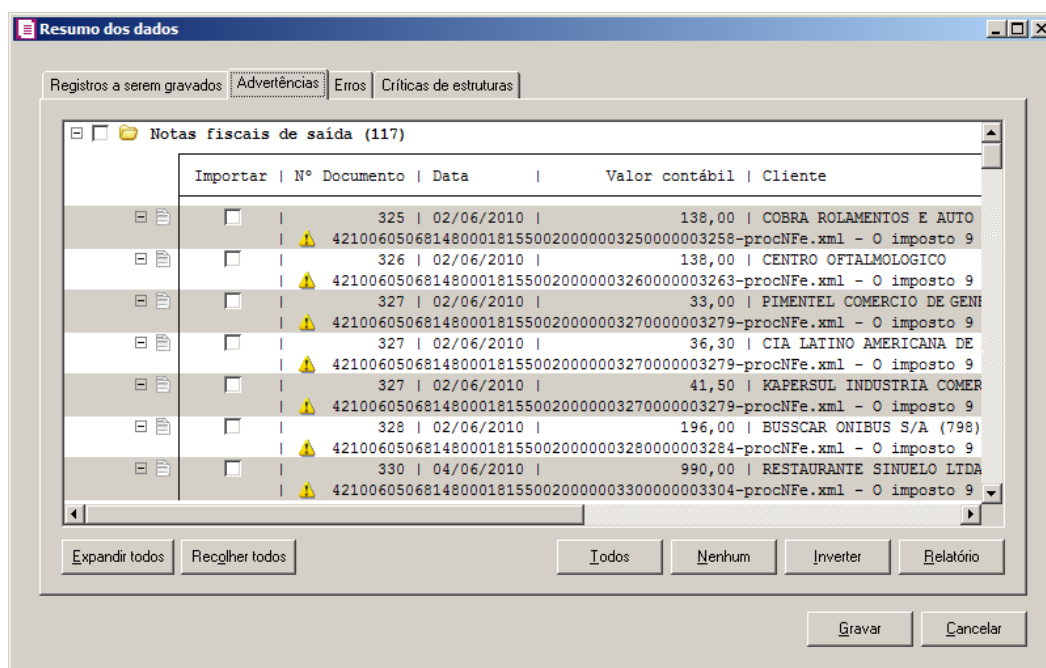 Resumo dos dados
Registros a serem gravados Advertências Erros Críticas de estruturas
Notas fiscais de saída (117)
Importar | Nº Documento | Data | Valor contábil | Cliente
| 325 | 02/06/2010 | 138,00 | COBRA ROLAMENTOS E AUTO
| 42100605068148000181550020000003250000003258-procNFe.xml - O imposto 9
| 326 | 02/06/2010 | 138,00 | CENTRO OFTALMOLOGICO
| 42100605068148000181550020000003260000003263-procNFe.xml - O imposto 9
| 327 | 02/06/2010 | 33,00 | PIMENTEL COMERCIO DE GENE
| 42100605068148000181550020000003270000003279-procNFe.xml - O imposto 9
| 327 | 02/06/2010 | 36,30 | CIA LATINO AMERICANA DE
| 42100605068148000181550020000003270000003279-procNFe.xml - O imposto 9
| 327 | 02/06/2010 | 41,50 | KAPERSUL INDUSTRIA COMER
| 42100605068148000181550020000003270000003279-procNFe.xml - O imposto 9
| 328 | 02/06/2010 | 196,00 | BUSSCAR ONIBUS S/A (798)
| 42100605068148000181550020000003280000003284-procNFe.xml - O imposto 9
| 330 | 04/06/2010 | 990,00 | RESTAURANTE SINUELO LTDA
| 42100605068148000181550020000003300000003304-procNFe.xml - O imposto 9
Expandir todos Recolher todos Todos Nenhum Inverter Relatório
Gravar Cancelar